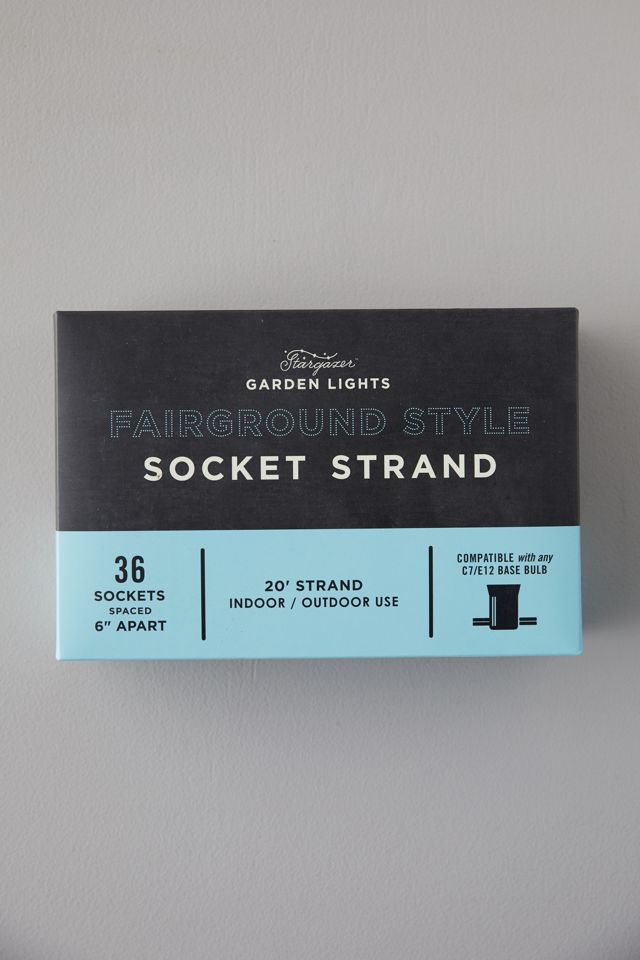 Stargazer™
GARDEN LIGHTS
FAIRGROUND STYLE
SOCKET STRAND
36
SOCKETS
SPACED
6" APART
20' STRAND
INDOOR / OUTDOOR USE
COMPATIBLE with any
C7/E12 BASE BULB